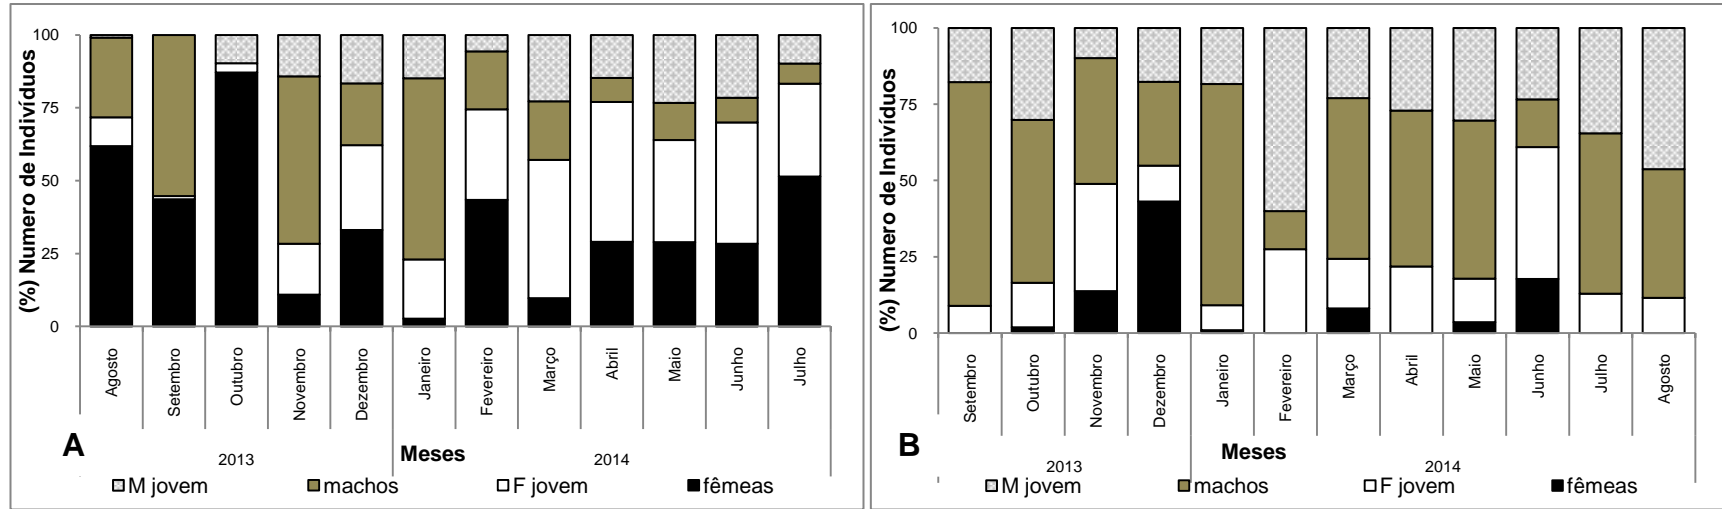 (%) Numero de Indivíduos
100
75
50
25
0
Agosto
Setembro
Outubro
Novembro
Dezembro
Janeiro
Fevereiro
Março
Abril
Maio
Junho
Julho
A
2013
Meses
2014
M jovem
machos
F jovem
fêmeas
(%) Numero de Indivíduos
100
75
50
25
0
Setembro
Outubro
Novembro
Dezembro
Janeiro
Fevereiro
Março
Abril
Maio
Junho
Julho
Agosto
B
2013
Meses
2014
M jovem
machos
F jovem
fêmeas